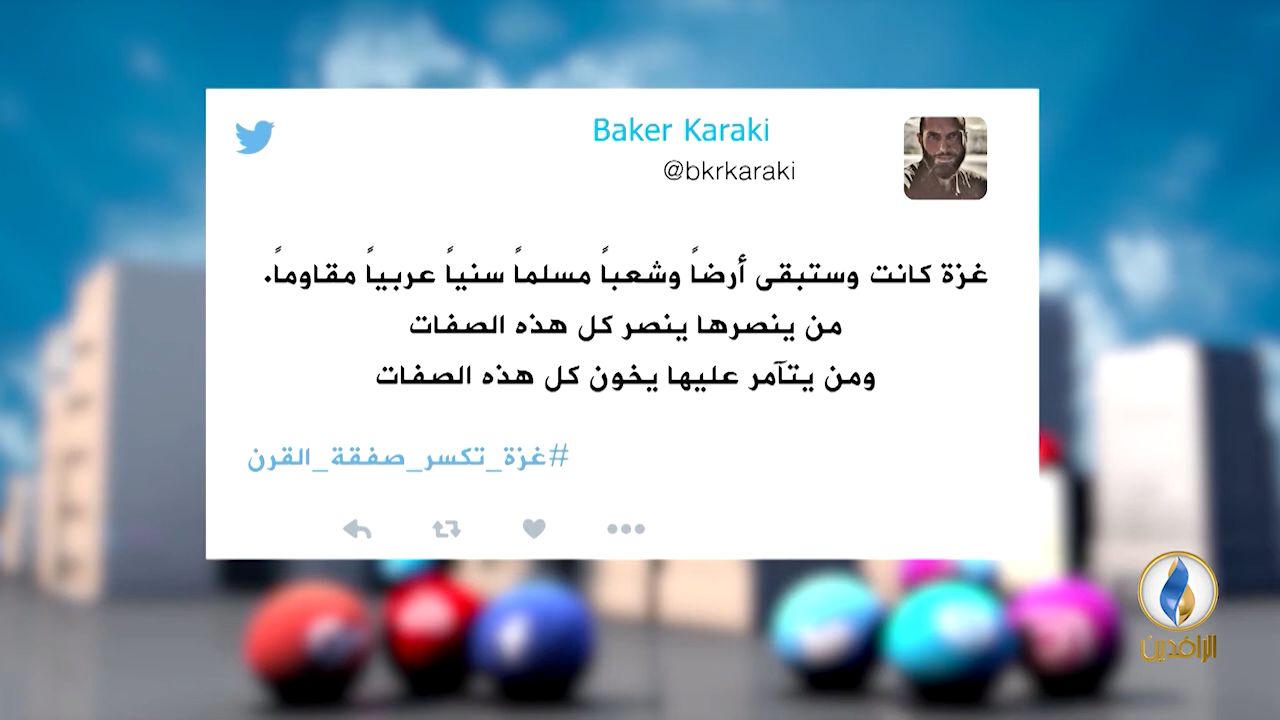 Baker Karaki
@bkrkaraki
غزة كانت وستبقى أرضاً وشعباً مسلماً سنياً عربياً مقاوماً.
من ينصرها ينصر كل هذه الصفات
ومن يتآمر عليها يخون كل هذه الصفات
#غزة_تكسر_صفقة_القرن
الرافدين